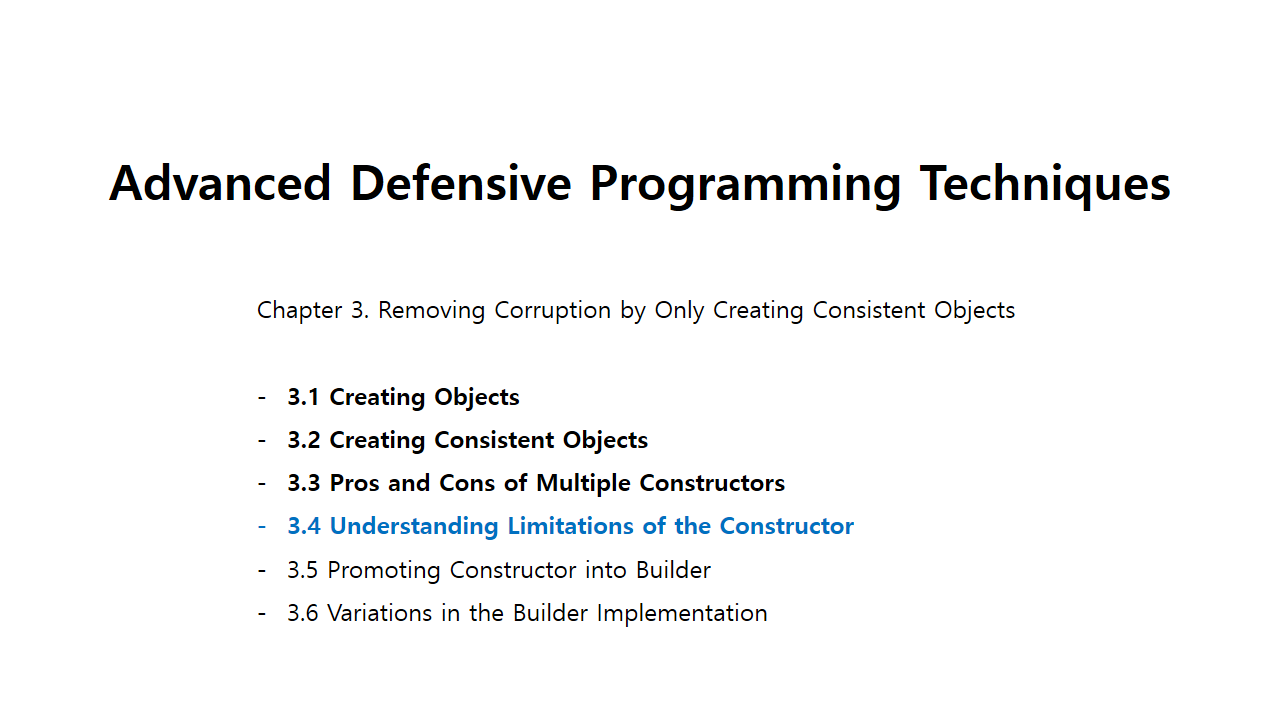 Advanced Defensive Programming Techniques
Chapter 3. Removing Corruption by Only Creating Consistent Objects
- 3.1 Creating Objects
- 3.2 Creating Consistent Objects
- 3.3 Pros and Cons of Multiple Constructors
- 3.4 Understanding Limitations of the Constructor
- 3.5 Promoting Constructor into Builder
- 3.6 Variations in the Builder Implementation